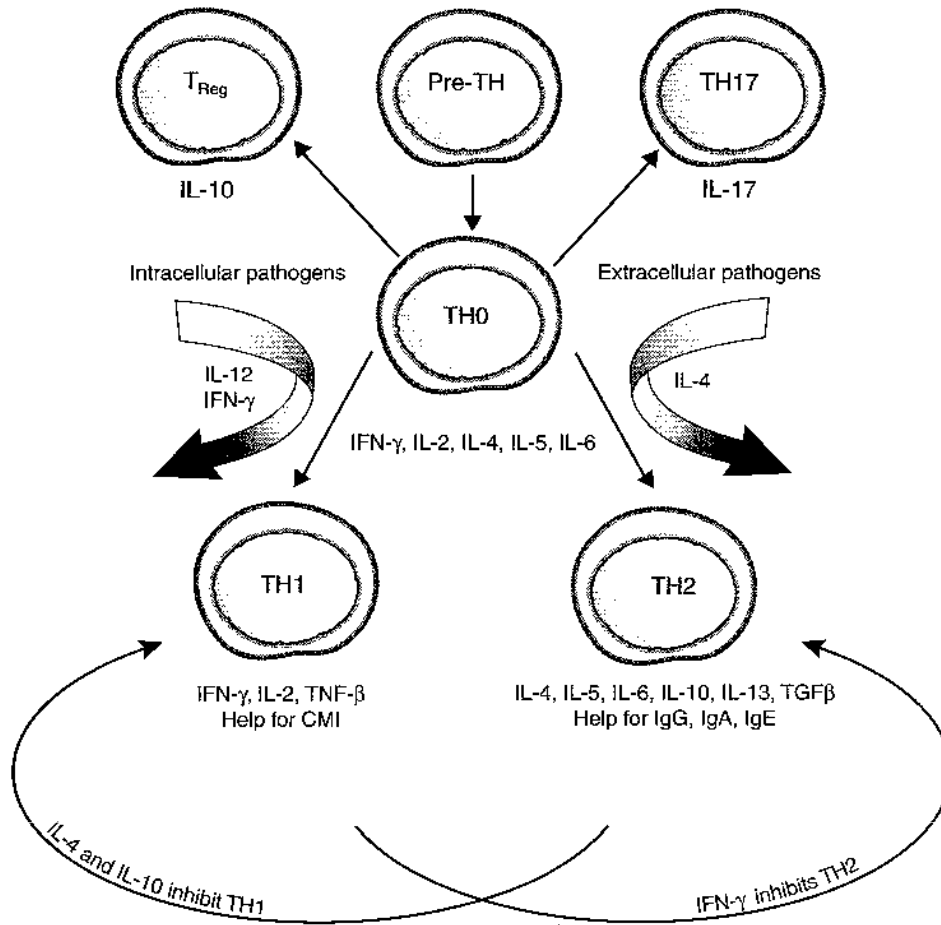 T_Reg
Pre-TH
TH17
IL-10
IL-17
Intracellular pathogens
Extracellular pathogens
TH0
IL-12
IFN-γ
IL-4
IFN-γ, IL-2, IL-4, IL-5, IL-6
TH1
TH2
IFN-γ, IL-2, TNF-β
Help for CMI
IL-4, IL-5, IL-6, IL-10, IL-13, TGFβ
Help for IgG, IgA, IgE
IL-4 and IL-10 inhibit TH1
IFN-γ inhibits TH2